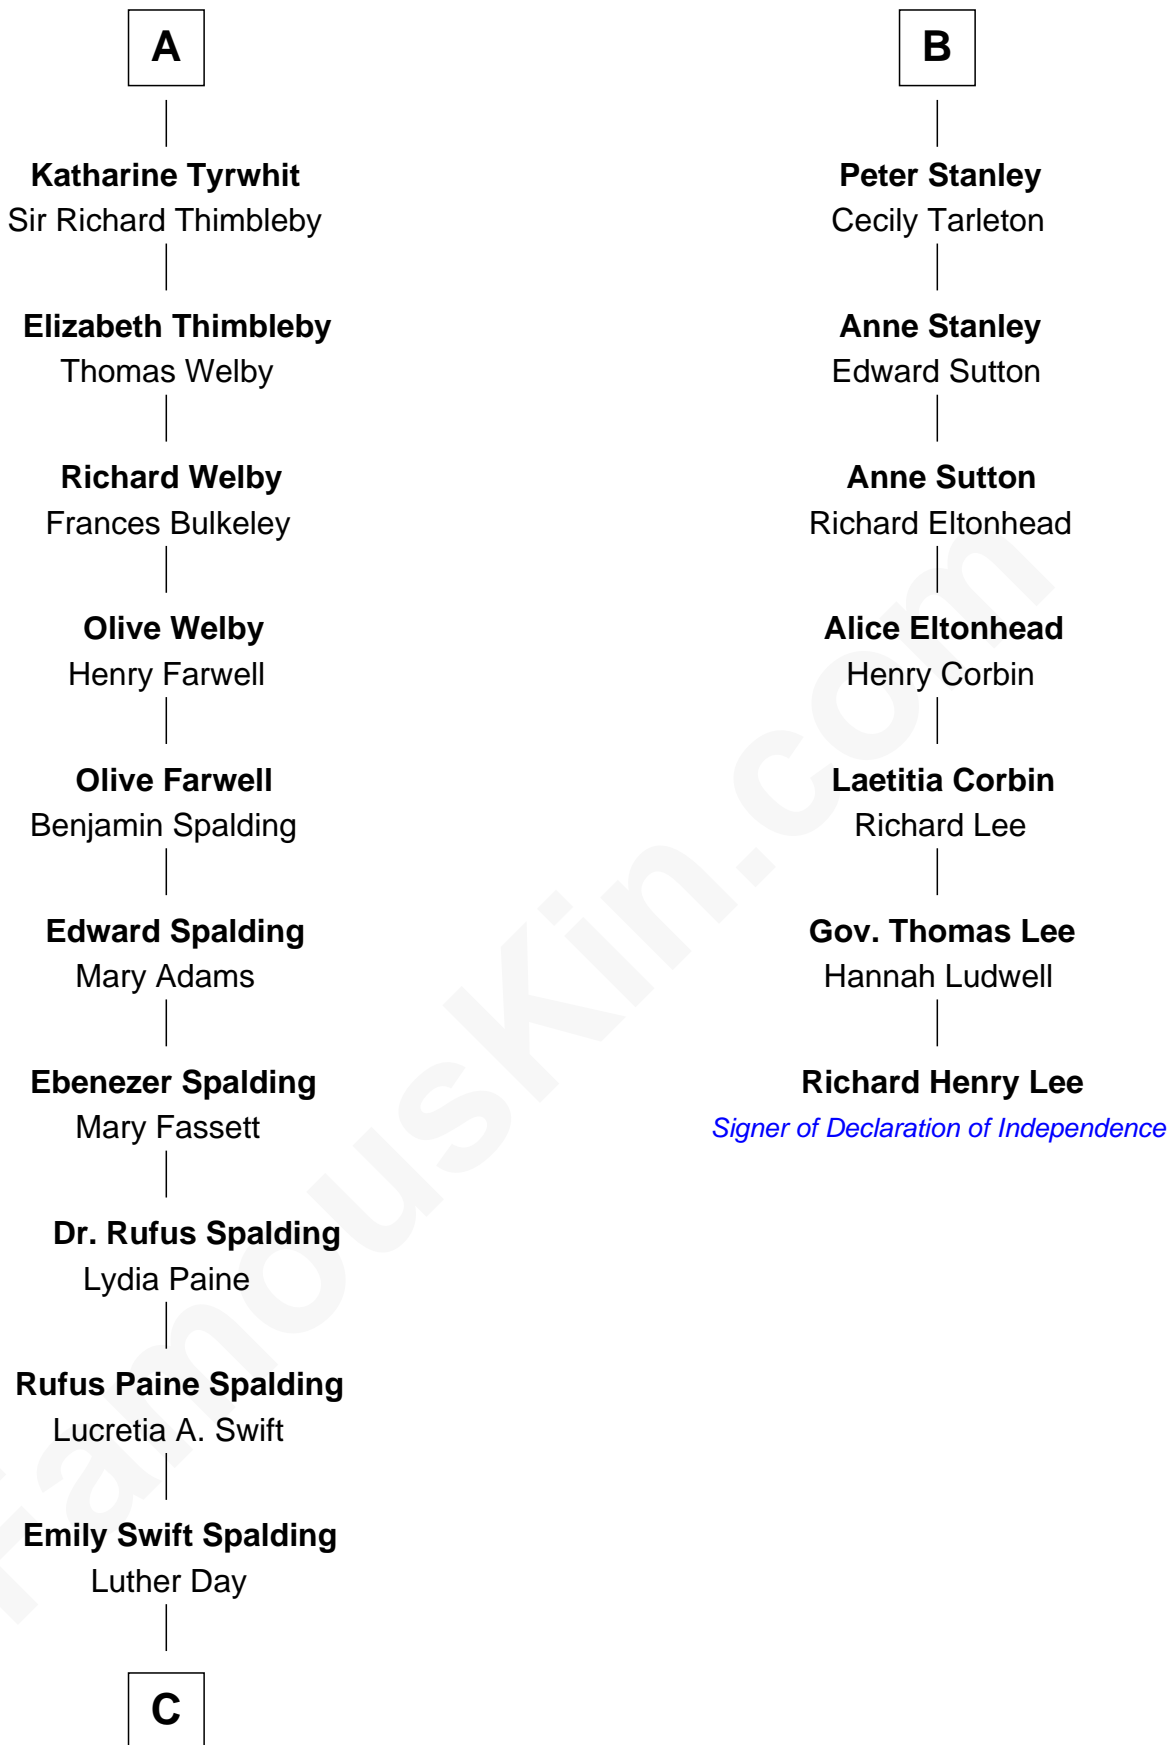 A
Katharine Tyrwhit
Sir Richard Thimbleby
Elizabeth Thimbleby
Thomas Welby
Richard Welby
Frances Bulkeley
Olive Welby
Henry Farwell
Olive Farwell
Benjamin Spalding
Edward Spalding
Mary Adams
Ebenezer Spalding
Mary Fassett
Dr. Rufus Spalding
Lydia Paine
Rufus Paine Spalding
Lucretia A. Swift
Emily Swift Spalding
Luther Day
C
B
Peter Stanley
Cecily Tarleton
Anne Stanley
Edward Sutton
Anne Sutton
Richard Eltonhead
Alice Eltonhead
Henry Corbin
Laetitia Corbin
Richard Lee
Gov. Thomas Lee
Hannah Ludwell
Richard Henry Lee
Signer of Declaration of Independence
FamousKin.com